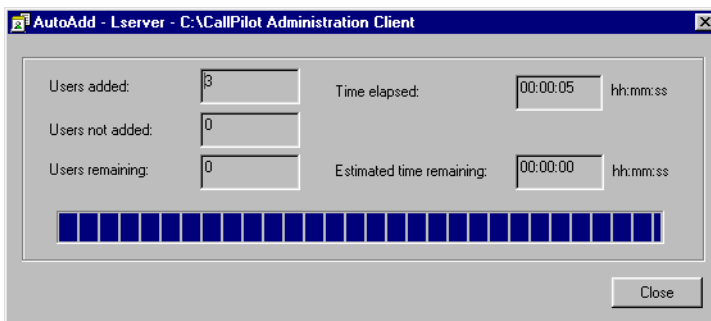 AutoAdd - Lserver - C:\CallPilot Administration Client
Users added: 3 Time elapsed: 00:00:05 hh:mm:ss
Users not added: 0
Users remaining: 0 Estimated time remaining: 00:00:00 hh:mm:ss
Close